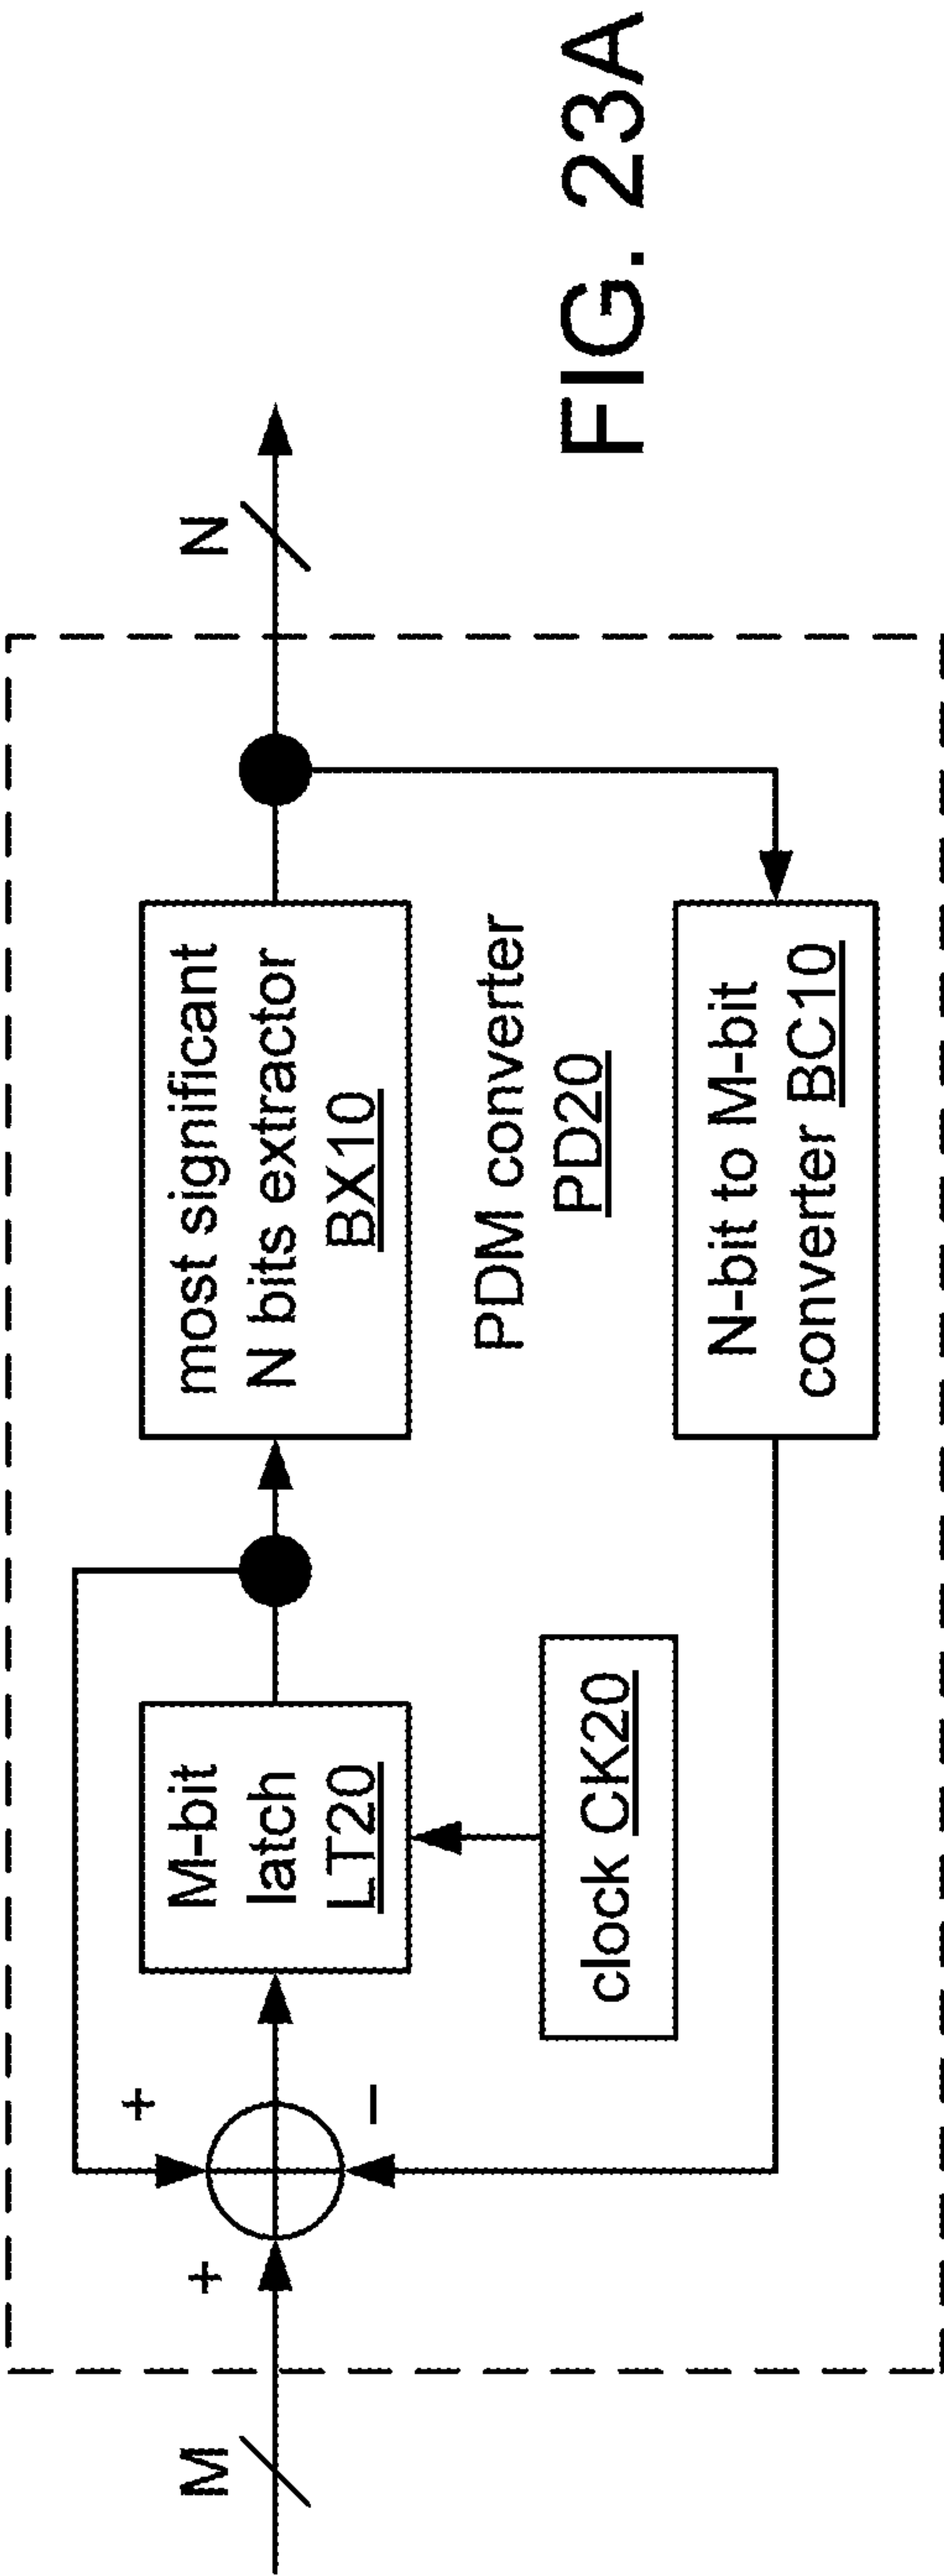 M
+
+
−
M-bit
latch
LT20
clock CK20
most significant
N bits extractor
BX10
PDM converter
PD20
N-bit to M-bit
converter BC10
N
FIG. 23A